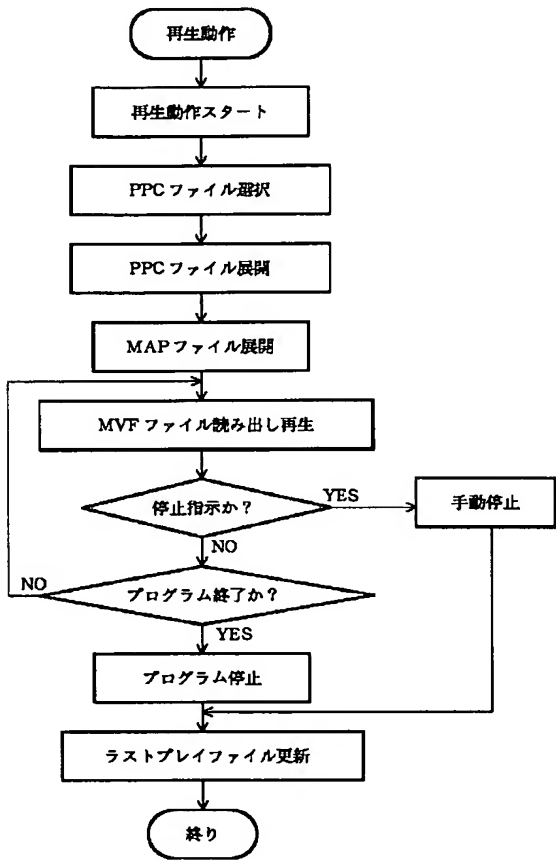 再生動作
再生動作スタート
PPCファイル選択
PPCファイル展開
MAPファイル展開
MVFファイル読み出し再生
停止指示か？
YES
手動停止
NO
NO
プログラム終了か？
YES
プログラム停止
ラストプレイファイル更新
終り